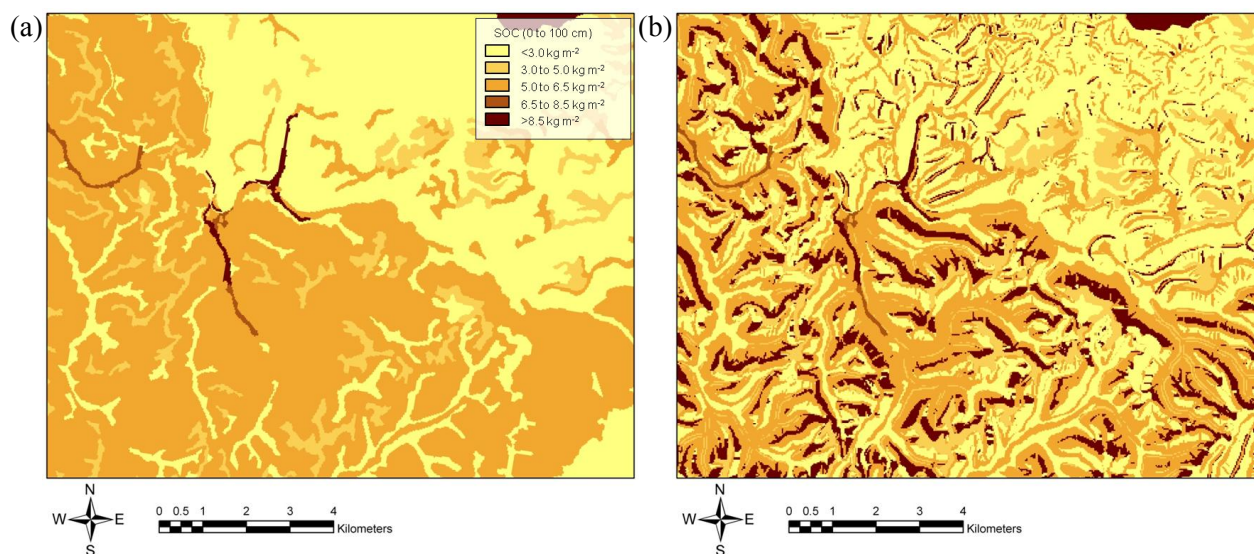 (a)
SOC (0 to 100 cm)
<3.0 kg m-2
3.0 to 5.0 kg m-2
5.0 to 6.5 kg m-2
6.5 to 8.5 kg m-2
>8.5 kg m-2
N
W E
S
0 0.5 1 2 3 4
Kilometers
(b)
N
W E
S
0 0.5 1 2 3 4
Kilometers